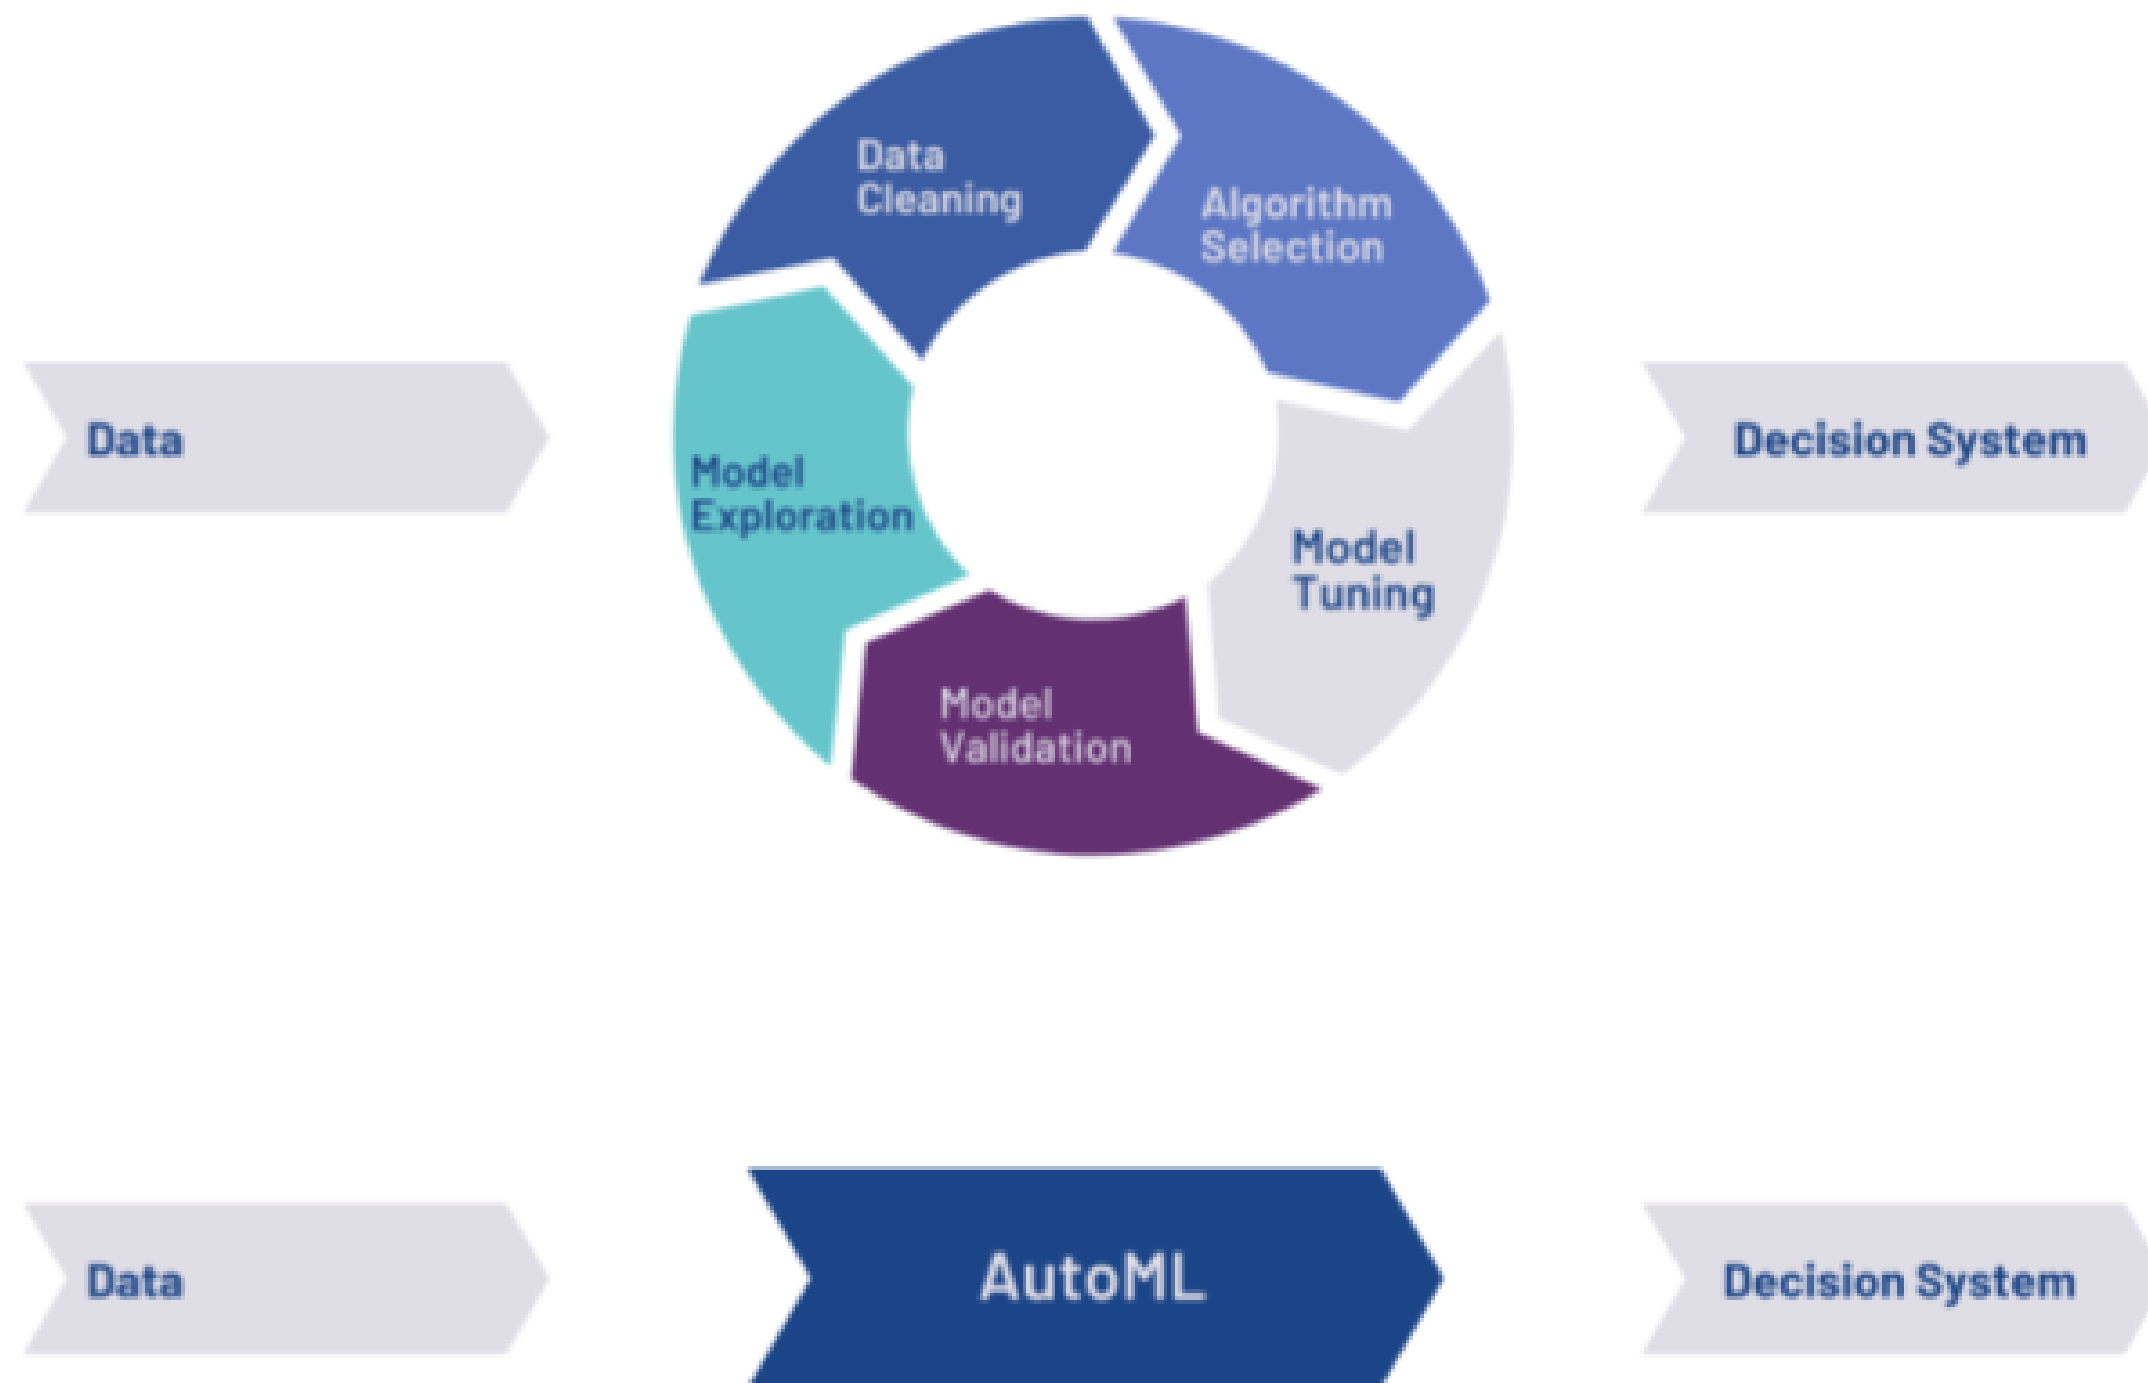 Data
Cleaning
Algorithm
Selection
Data
Model
Exploration
Model
Tuning
Model
Validation
Decision System
Data
AutoML
Decision System